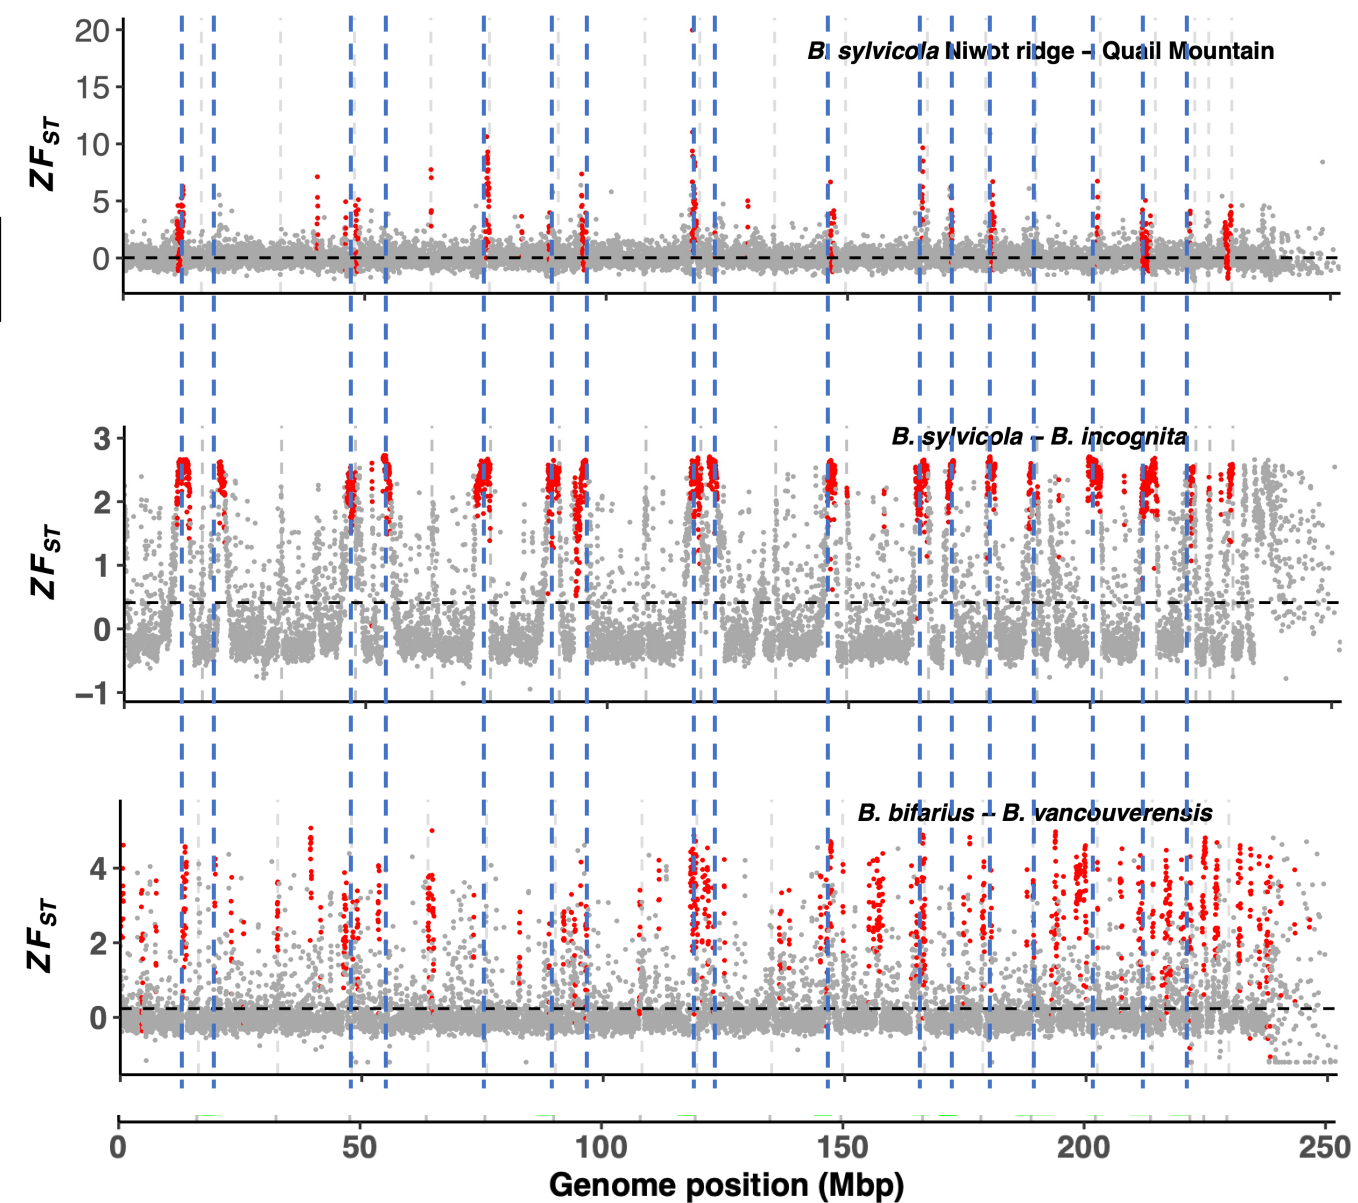 B. sylvicola Niwot ridge – Quail Mountain
20
15
10
5
0
ZFST
B. sylvicola – B. incognita
3
2
1
0
−1
ZFST
B. bifarius – B. vancouverensis
4
2
0
ZFST
0 50 100 150 200 250
Genome position (Mbp)